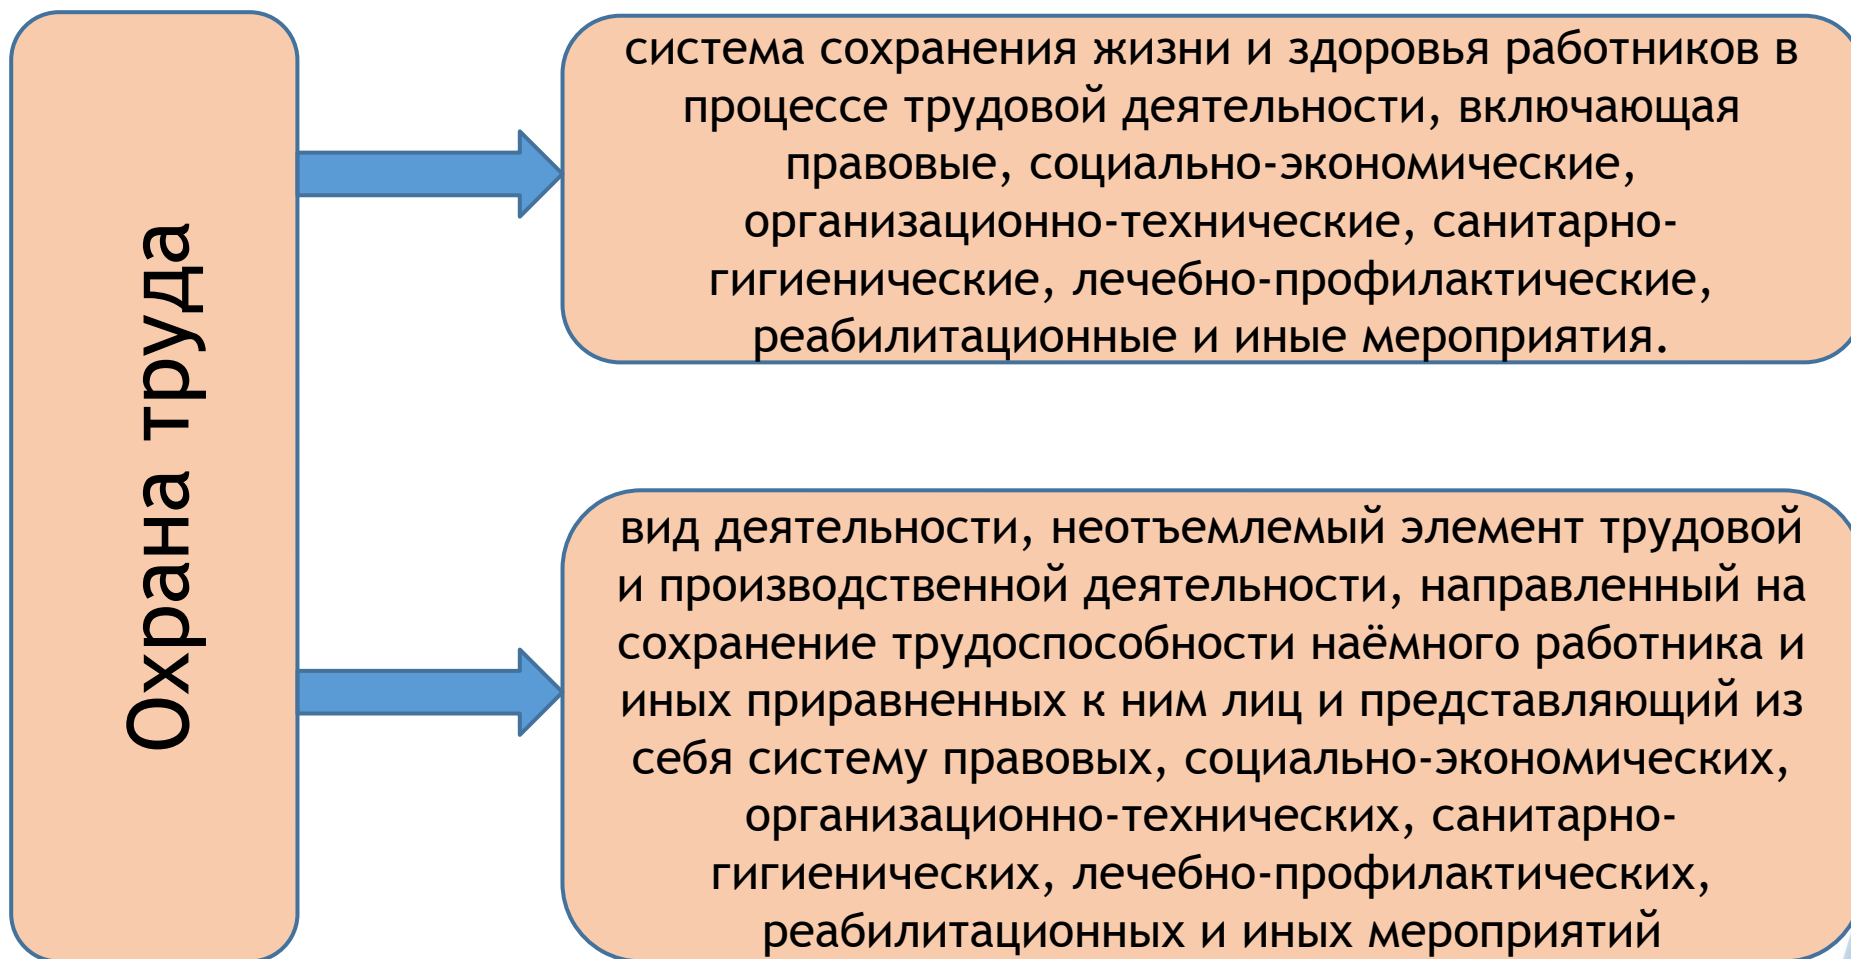 Охрана труда
система сохранения жизни и здоровья работников в
процессе трудовой деятельности, включающая
правовые, социально-экономические,
организационно-технические, санитарно-
гигиенические, лечебно-профилактические,
реабилитационные и иные мероприятия.
вид деятельности, неотъемлемый элемент трудовой
и производственной деятельности, направленный на
сохранение трудоспособности наёмного работника и
иных приравненных к ним лиц и представляющий из
себя систему правовых, социально-экономических,
организационно-технических, санитарно-
гигиенических, лечебно-профилактических,
реабилитационных и иных мероприятий